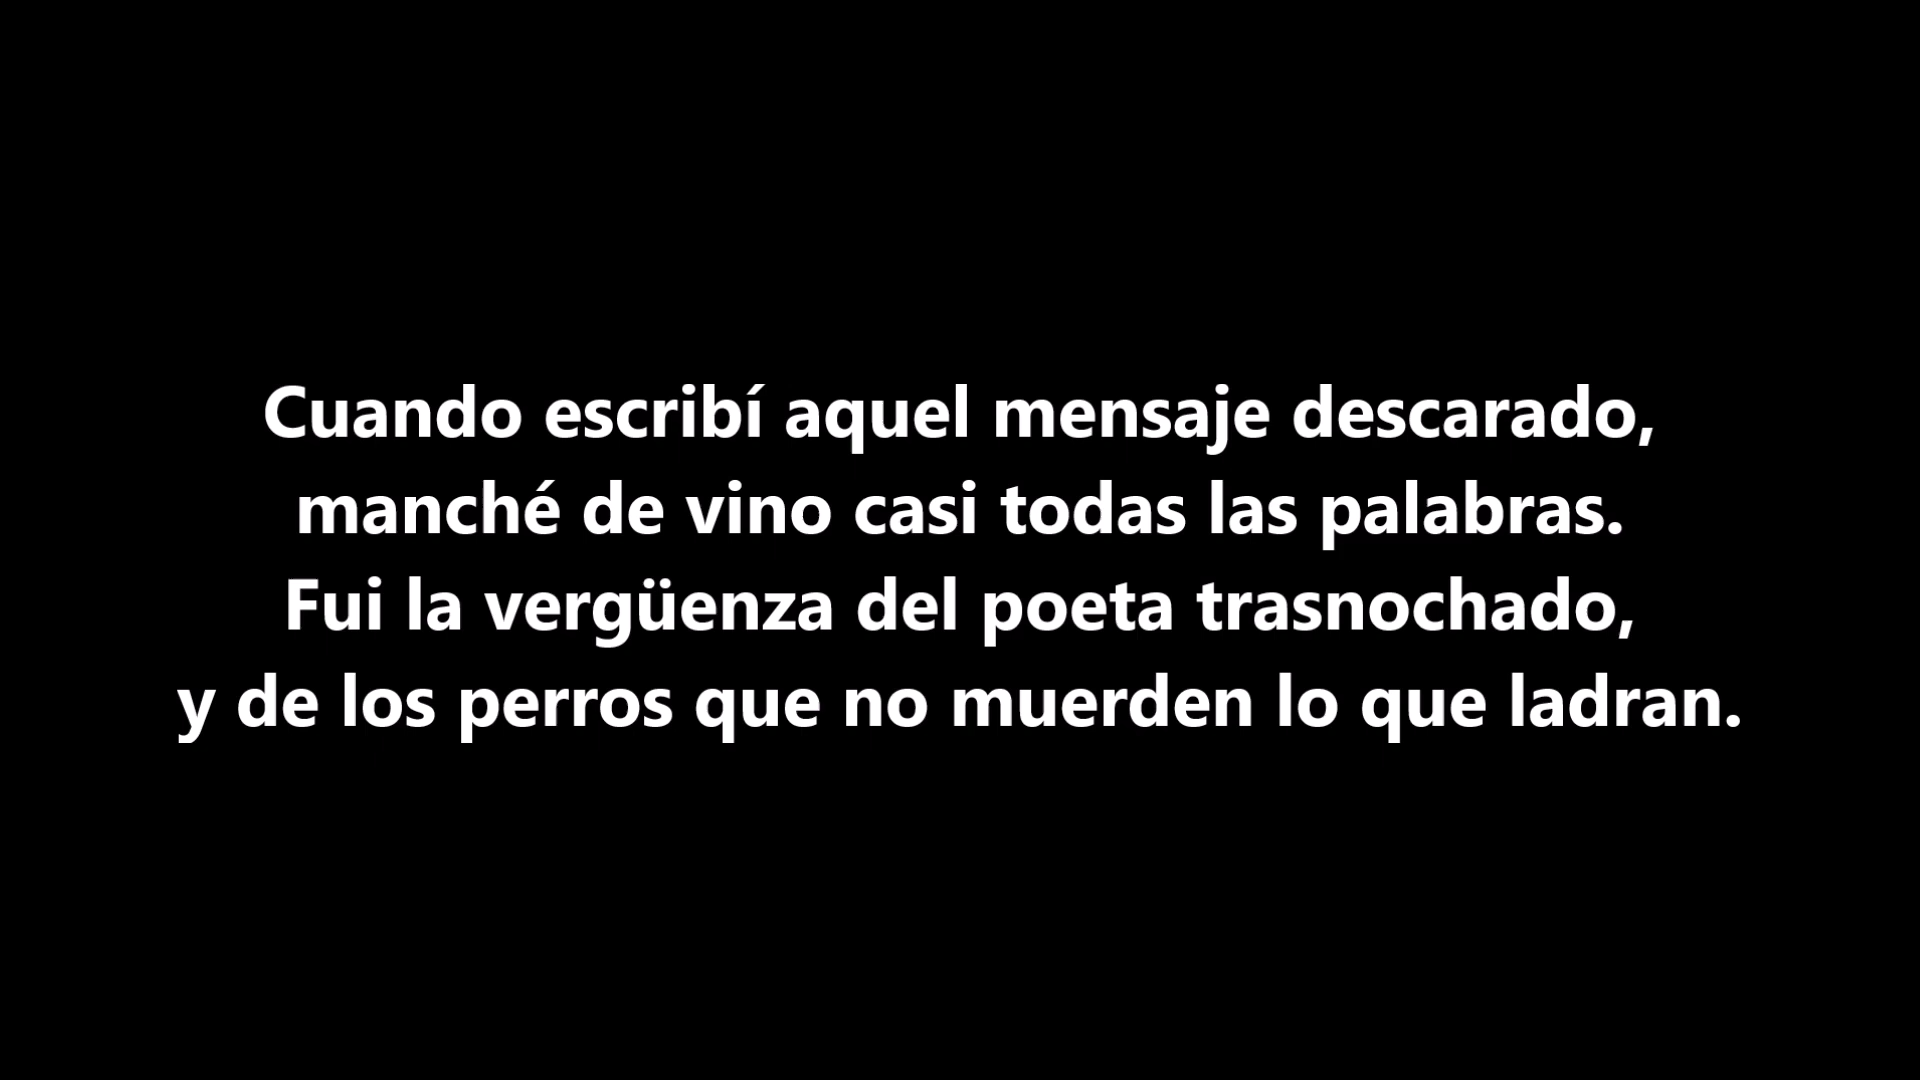 Cuando escribí aquel mensaje descarado,
manché de vino casi todas las palabras.
Fui la vergüenza del poeta trasnochado,
y de los perros que no muerden lo que ladran.